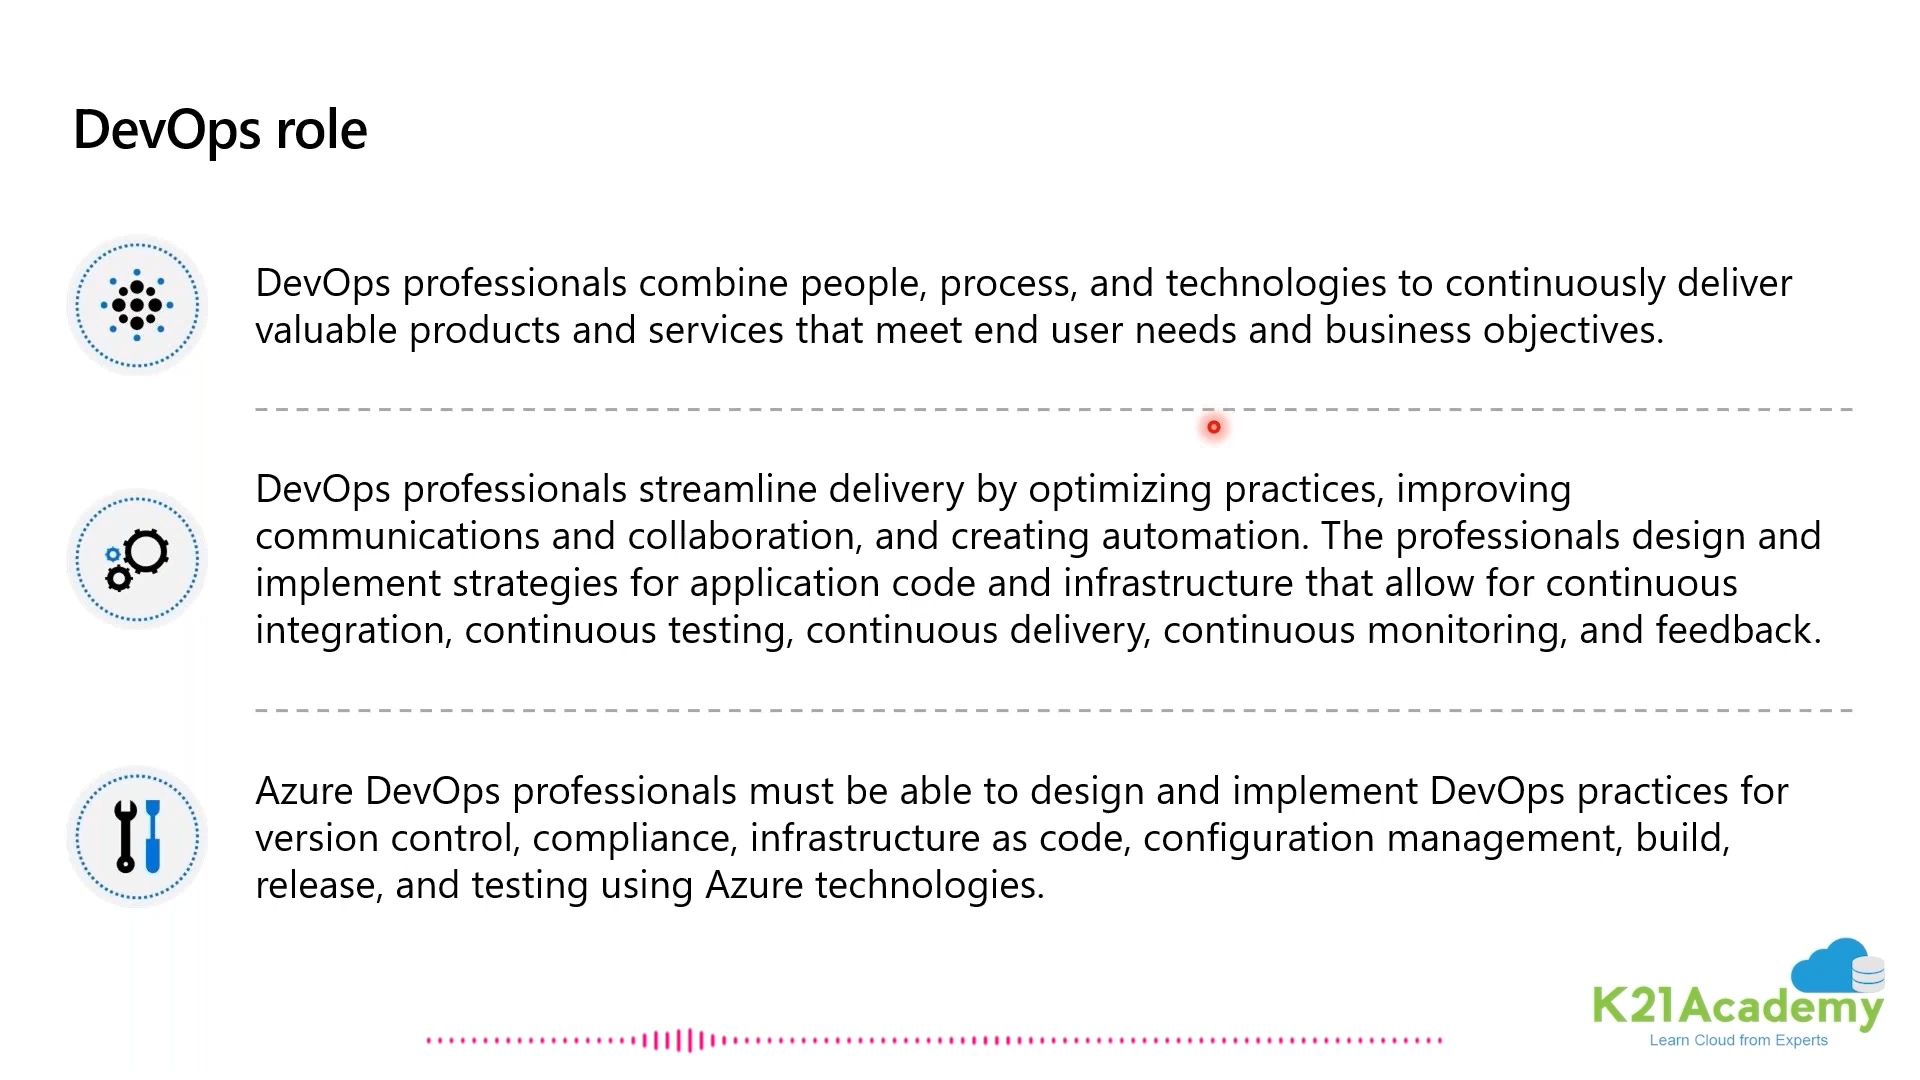 DevOps role
DevOps professionals combine people, process, and technologies to continuously deliver
valuable products and services that meet end user needs and business objectives.
DevOps professionals streamline delivery by optimizing practices, improving
communications and collaboration, and creating automation. The professionals design and
implement strategies for application code and infrastructure that allow for continuous
integration, continuous testing, continuous delivery, continuous monitoring, and feedback.
Azure DevOps professionals must be able to design and implement DevOps practices for
version control, compliance, infrastructure as code, configuration management, build,
release, and testing using Azure technologies.
K21Academy
Learn Cloud from Experts